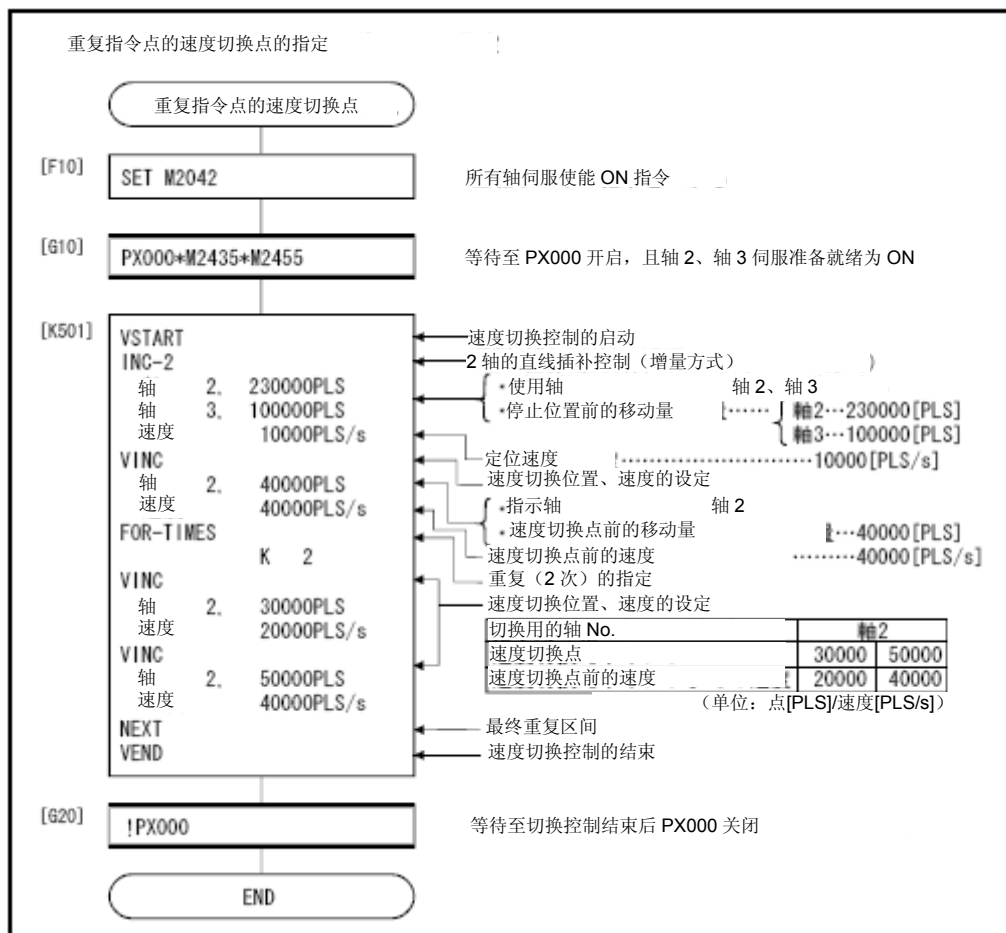 重复指令点的速度切换点的指定
重复指令点的速度切换点
[F10]
SET M2042
所有轴伺服使能 ON 指令
[G10]
PX000*M2435*M2455
等待至 PX000 开启，且轴 2、轴 3 伺服准备就绪为 ON
[K501]
VSTART
速度切换控制的启动
INC-2
2 轴的直线插补控制（增量方式）
轴 2, 230000PLS
*使用轴 轴 2、轴 3
轴 3, 100000PLS
*停止位置前的移动量 …… 軸2…230000[PLS]
軸3…100000[PLS]
速度 10000PLS/s
定位速度 ……………………10000[PLS/s]
VINC
速度切换位置、速度的设定
轴 2, 40000PLS
*指示轴 轴 2
*速度切换点前的移动量 …40000[PLS]
速度 40000PLS/s
速度切换点前的速度 ………40000[PLS/s]
FOR-TIMES
K 2
重复（2 次）的指定
VINC
速度切换位置、速度的设定
轴 2, 30000PLS
速度 20000PLS/s
VINC
轴 2, 50000PLS
速度 40000PLS/s
切换用的轴 No. 軸2
速度切换点 30000 50000
速度切换点前的速度 20000 40000
（单位：点[PLS]/速度[PLS/s]）
NEXT
最终重复区间
VEND
速度切换控制的结束
[G20]
!PX000
等待至切换控制结束后 PX000 关闭
END